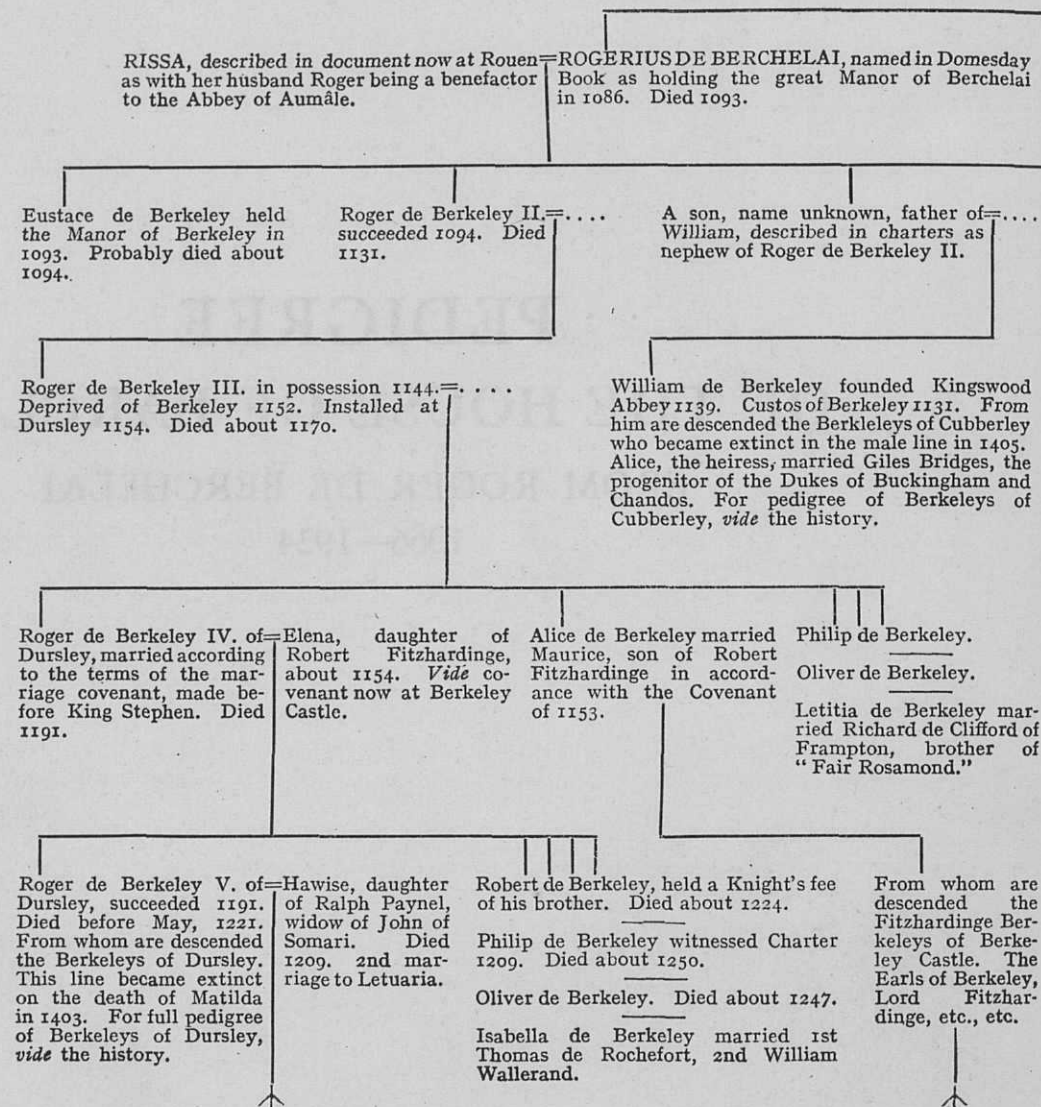 RISSA, described in document now at Rouen=
as with her husband Roger being a benefactor
to the Abbey of Aumâle.
ROGERIUS DE BERCHELAI, named in Domesday
Book as holding the great Manor of Berchelai
in 1086. Died 1093.
Eustace de Berkeley held
the Manor of Berkeley in
1093. Probably died about
1094.
Roger de Berkeley II.=....
succeeded 1094. Died
1131.
A son, name unknown, father of=....
William, described in charters as
nephew of Roger de Berkeley II.
Roger de Berkeley III. in possession 1144.=....
Deprived of Berkeley 1152. Installed at
Dursley 1154. Died about 1170.
William de Berkeley founded Kingswood
Abbey 1139. Custos of Berkeley 1131. From
him are descended the Berkleleys of Cubberley
who became extinct in the male line in 1405.
Alice, the heiress, married Giles Bridges, the
progenitor of the Dukes of Buckingham and
Chandos. For pedigree of Berkeleys of
Cubberley, vide the history.
Roger de Berkeley IV. of=
Dursley, married according
to the terms of the mar-
riage covenant, made be-
fore King Stephen. Died
1191.
Elena, daughter of
Robert Fitzhardinge,
about 1154. Vide co-
venant now at Berkeley
Castle.
Alice de Berkeley married
Maurice, son of Robert
Fitzhardinge in accord-
ance with the Covenant
of 1153.
Philip de Berkeley.
Oliver de Berkeley.
Letitia de Berkeley mar-
ried Richard de Clifford of
Frampton, brother of
"Fair Rosamond."
Roger de Berkeley V. of=
Dursley, succeeded 1191.
Died before May, 1221.
From whom are descended
the Berkeleys of Dursley.
This line became extinct
on the death of Matilda
in 1403. For full pedigree
of Berkeleys of Dursley,
vide the history.
Hawise, daughter
of Ralph Paynel,
widow of John of
Somari. Died
1209. 2nd mar-
riage to Letuaria.
Robert de Berkeley, held a Knight's fee
of his brother. Died about 1224.
Philip de Berkeley witnessed Charter
1209. Died about 1250.
Oliver de Berkeley. Died about 1247.
Isabella de Berkeley married 1st
Thomas de Rochefort, 2nd William
Wallerand.
From whom are
descended the
Fitzhardinge Ber-
keleys of Berke-
ley Castle. The
Earls of Berkeley,
Lord Fitzhar-
dinge, etc., etc.